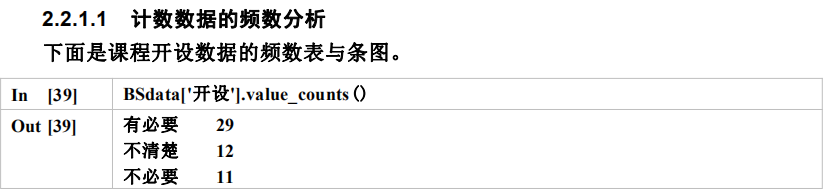 2.2.1.1 计数数据的频数分析
下面是课程开设数据的频数表与条图。
In [39] BSdata['开设'].value_counts()
Out [39] 有必要 29
不清楚 12
不必要 11